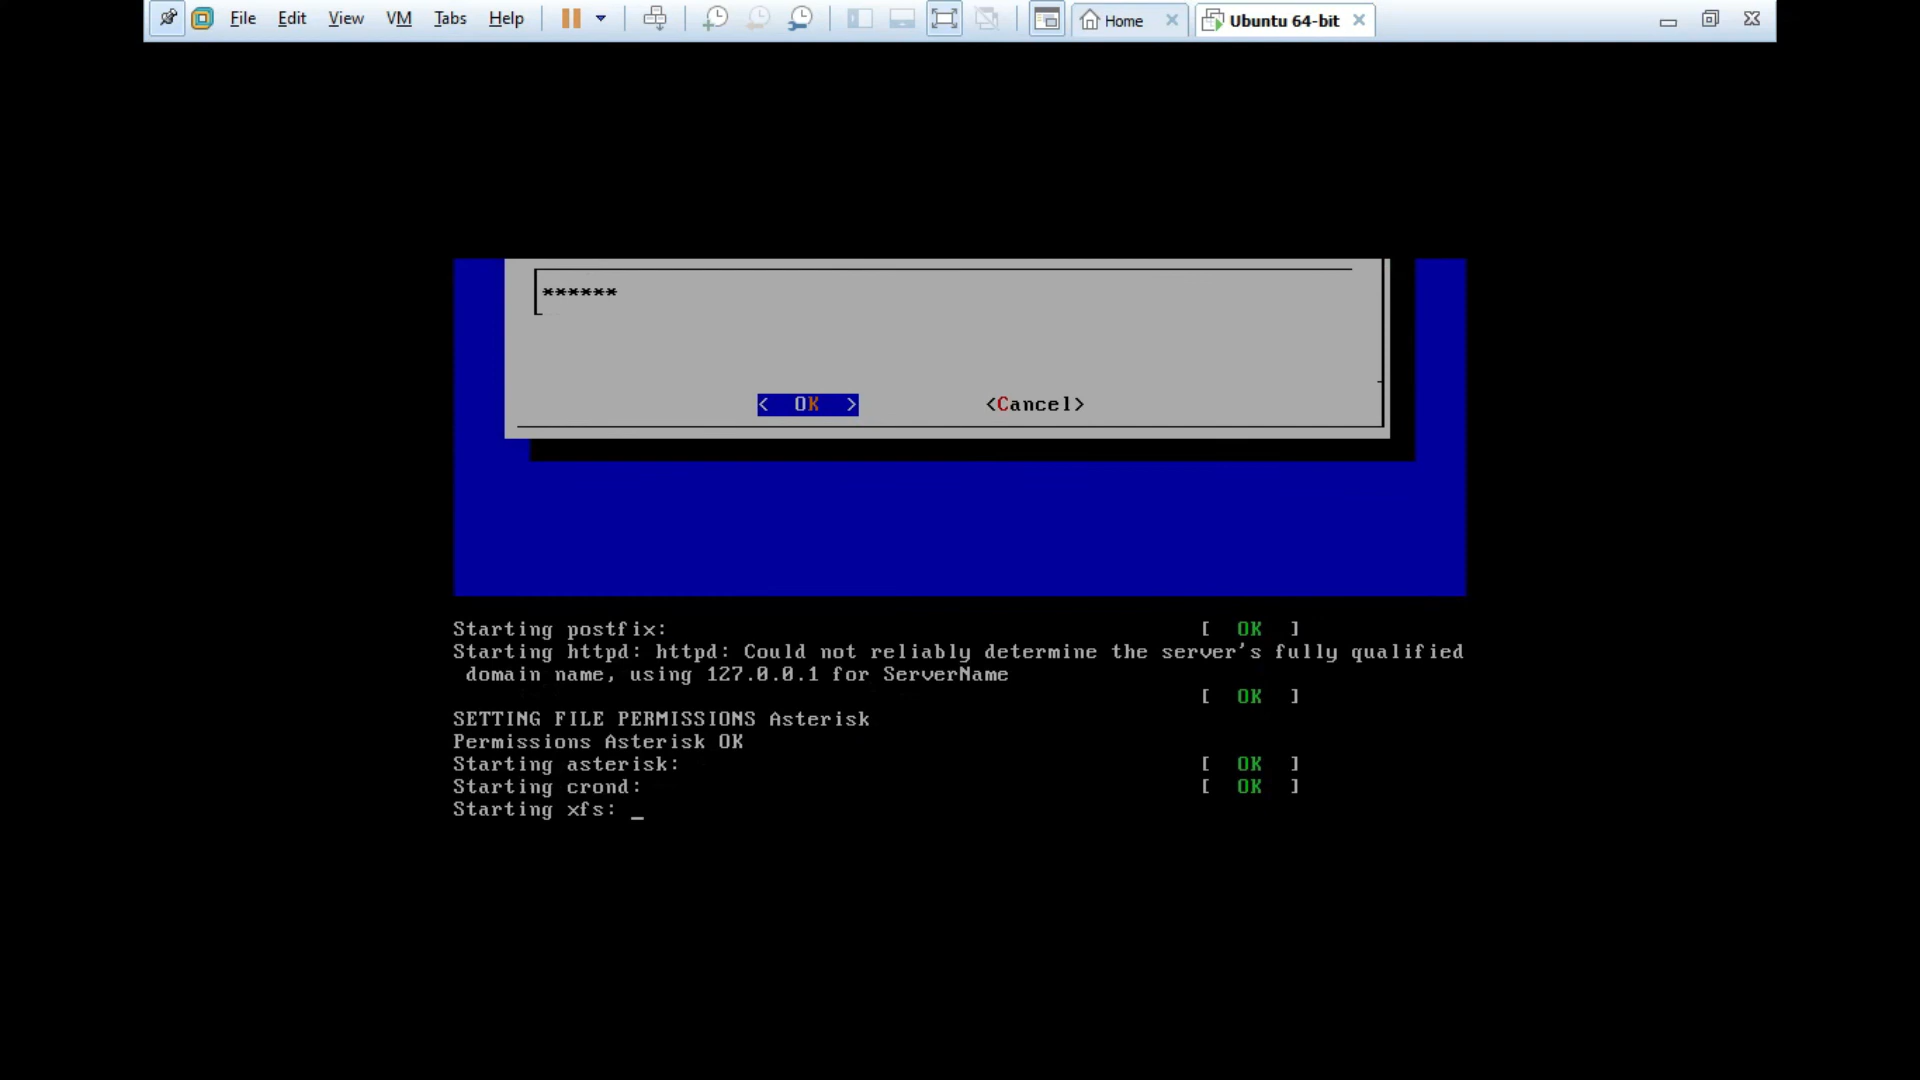 File Edit View VM Tabs Help Home Ubuntu 64-bit
******
< OK > <Cancel>
Starting postfix: [ OK ]
Starting httpd: httpd: Could not reliably determine the server's fully qualified
domain name, using 127.0.0.1 for ServerName
[ OK ]
SETTING FILE PERMISSIONS Asterisk
Permissions Asterisk OK
Starting asterisk: [ OK ]
Starting crond: [ OK ]
Starting xfs: _